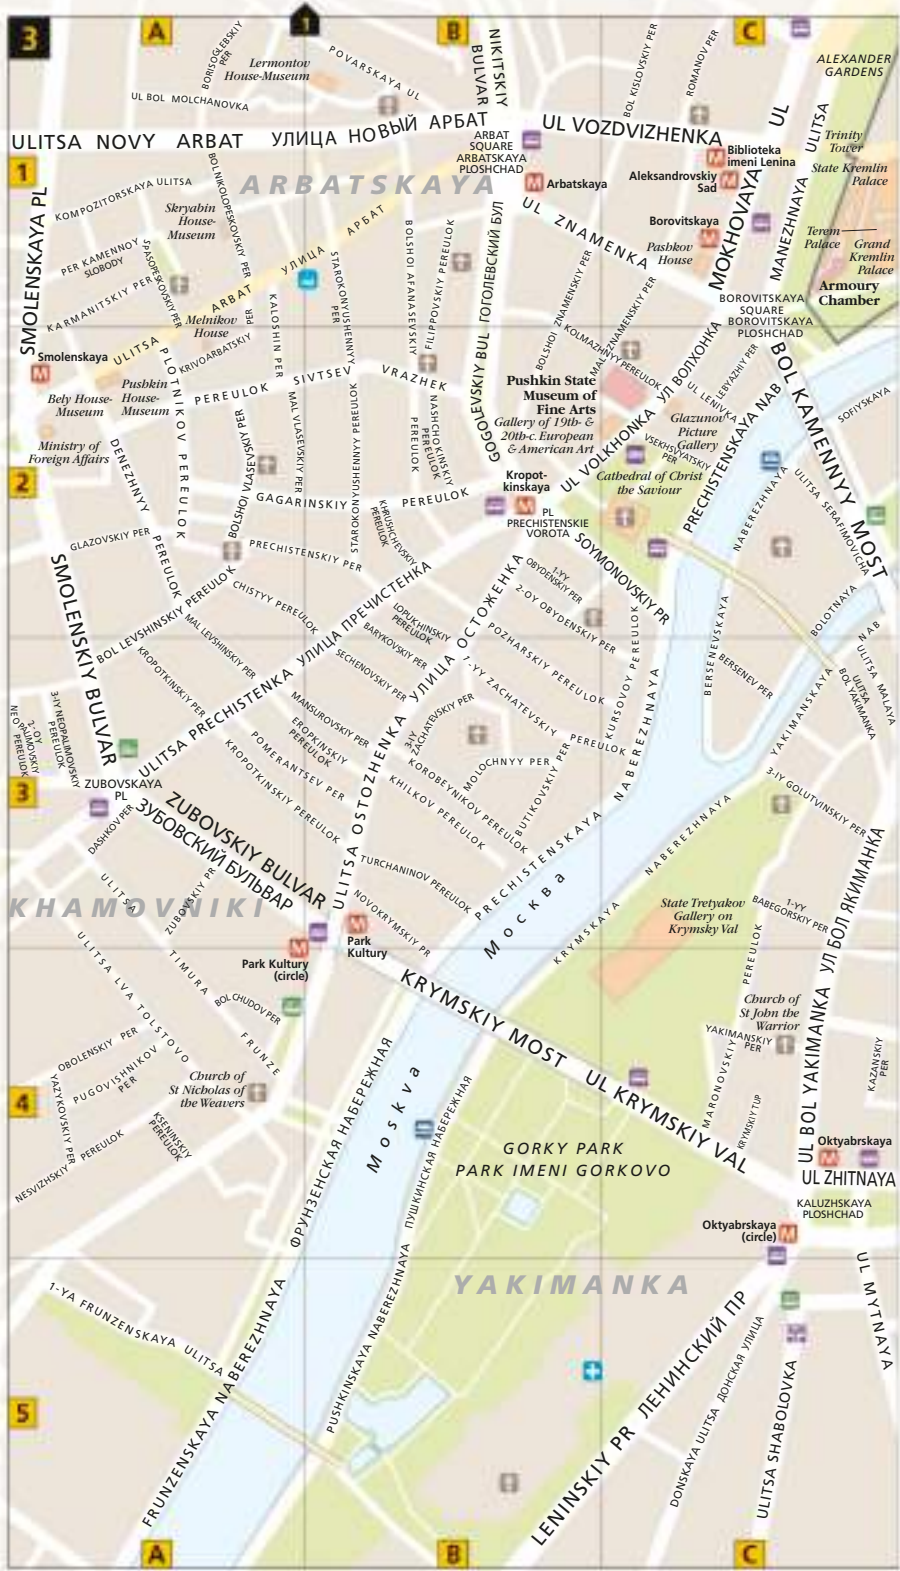 3
A
1
B
C
NIKITSKIY
BULVAR
BORISOGLEBSKIY
PER
Lermontov
House-Museum
POVARSKAYA UL
UL BOL MOLCHANOVKA
BOL KISLOVSKIY PER
ROMANOV PER
ALEXANDER
GARDENS
ULITSA NOVY ARBAT УЛИЦА НОВЫЙ АРБАТ
UL VOZDVIZHENKA
ARBAT
SQUARE
ARBATSKAYA
PLOSHCHAD
Arbatskaya
Biblioteka
imeni Lenina
Aleksandrovskiy
Sad
Borovitskaya
Pashkov
House
MOKHOVAYA UL
MANEZHNAYA ULITSA
Trinity
Tower
State Kremlin
Palace
Terem
Palace
Grand
Kremlin
Palace
Armoury
Chamber
1
ARBATSKAYA
SMOLENSKAYA PL
KOMPOZITORSKAYA ULITSA
BOL NIKOLOPESKOVSKIY PER
Skryabin
House-
Museum
PER KAMENNOY
SLOBODY
SPASOPESKOVSKIY PER
KARMANITSKIY PER
ULITSA ARBAT УЛИЦА АРБАТ
Melnikov
House
KRIVOARBATSKIY PER
KALOSHIN PER
STAROKONYUSHENNYY
PER
BOLSHOI AFANASEVSKIY
FILIPPOVSKIY PEREULOK
GOGOLEVSKIY BUL ГОГОЛЕВСКИЙ БУЛ
UL ZNAMENKA
BOLSHOI ZNAMENSKIY PER
MAL ZNAMENSKIY PER
KOLMAZHNYY PEREULOK
BOROVITSKAYA
SQUARE
BOROVITSKAYA
PLOSHCHAD
Smolenskaya
Bely House-
Museum
Pushkin
House-
Museum
Ministry of
Foreign Affairs
PLOTNIKOV PEREULOK
PEREULOK SIVTSEV VRAZHEK
MAL VLASEVSKIY PER
BOLSHOI VLASEVSKIY PER
STAROKONYUSHENNY PEREULOK
NASHCHOKINSKIY
PEREULOK
PEREULOK
Pushkin State
Museum of
Fine Arts
Gallery of 19th- &
20th-c. European
& American Art
UL VOLKHONKA УЛ ВОЛХОНКА
UL LENIVKA
LEBYAZHIY PER
Glazunov
Picture
Gallery
VSEKHSVYATSKIY
PER
Cathedral of Christ
the Saviour
PRECHISTENSKAYA NAB
BOL KAMENNYY MOST
SOFIYSKAYA
2
DENEZHNYY PEREULOK
GAGARINSKIY PEREULOK
KHRUSHCHEVSKIY
PEREULOK
Kropot-
kinskaya
PL
PRECHISTENSKIE
VOROTA
SOYMONOVSKIY PR
NABEREZHNAYA
ULITSA SERAFIMOVICHA
GLAZOVSKIY PER
PRECHISTENSKIY PER
SMOLENSKIY BULVAR
BOL LEVSHINSKIY PEREULOK
CHISTYY PEREULOK
MAL LEVSHINSKIY PER
KROPOTKINSKIY PER
ULITSA PRECHISTENKA УЛИЦА ПРЕЧИСТЕНКА
LOPUKHINSKIY
PEREULOK
BARYKOVSKIY PER
SECHENOVSKIY PER
1-YY
OBYDENSKIY PER
2-OY OBYDENSKIY PER
POZHARSKIY PEREULOK
1-YY ZACHATEVSKIY PEREULOK
KURSOVOY PEREULOK
BERSENEVSKAYA
BERSENEV PER
BOLOTNAYA
NAB
ULITSA MALAYA
ULITSA
BOL YAKIMANKA
YAKIMANSKAYA
NEOPALIMOVSKIY
PEREULOK
2-OY
3-IY NEOPALIMOVSKIY
PEREULOK
MANSUROVSKIY PER
EROPKINSKIY
PEREULOK
POMERANTSEV PER
KROPOTKINSKIY PEREULOK
ULITSA OSTOZHENKA УЛИЦА ОСТОЖЕНКА
3-IY
ZACHATEVSKIY PER
MOLOCHNYY PER
KOROBEYNIKOV PEREULOK
KHILKOV PEREULOK
BUTIKOVSKIY PER
PRECHISTENSKAYA NABEREZHNAYA
3
ZUBOVSKAYA
PL
DASHKOV PER
ZUBOVSKIY BULVAR
ЗУБОВСКИЙ БУЛЬВАР
3-IY GOLUTVINSKIY PER
TURCHANINOV PEREULOK
NOVOKRYMSKIY PR
KHAMOVNIKI
ULITSA TIMURA FRUNZE
ZUBOVSKIY PR
ULITSA LVA TOLSTOVO
Park
Kultury
Park Kultury
(circle)
Москва
KRYMSKAYA NABEREZHNAYA
State Tretyakov
Gallery on
Krymsky Val
1-YY
BABEGORSKIY PER
UL BOL YAKIMANKA УЛ БОЛ ЯКИМАНКА
BOL CHUDOV PER
KRYMSKIY MOST
UL KRYMSKIY VAL
Church of
St John the
Warrior
YAKIMANSKIY
PER
MARONOVSKIY PEREULOK
KRYMSKIY TUP
KAZANSKIY
PER
4
OBOLENSKIY PER
PUGOVISHNIKOV
PER
YAZYKOVSKIY PER
Church of
St Nicholas of
the Weavers
KSENINSKIY
PEREULOK
NESVIZHSKIY PEREULOK
Moskva
FRUNZENSKAYA NABEREZHNAYA ФРУНЗЕНСКАЯ НАБЕРЕЖНАЯ
PUSHKINSKAYA NABEREZHNAYA ПУШКИНСКАЯ НАБЕРЕЖНАЯ
GORKY PARK
PARK IMENI GORKOVO
Oktyabrskaya
UL ZHITNAYA
KALUZHSKAYA
PLOSHCHAD
Oktyabrskaya
(circle)
YAKIMANKA
1-YA FRUNZENSKAYA ULITSA
5
LENINSKIY PR ЛЕНИНСКИЙ ПР
DONSKAYA ULITSA ДОНСКАЯ УЛИЦА
ULITSA SHABOLOVKA
UL MYTNAYA
A
B
C